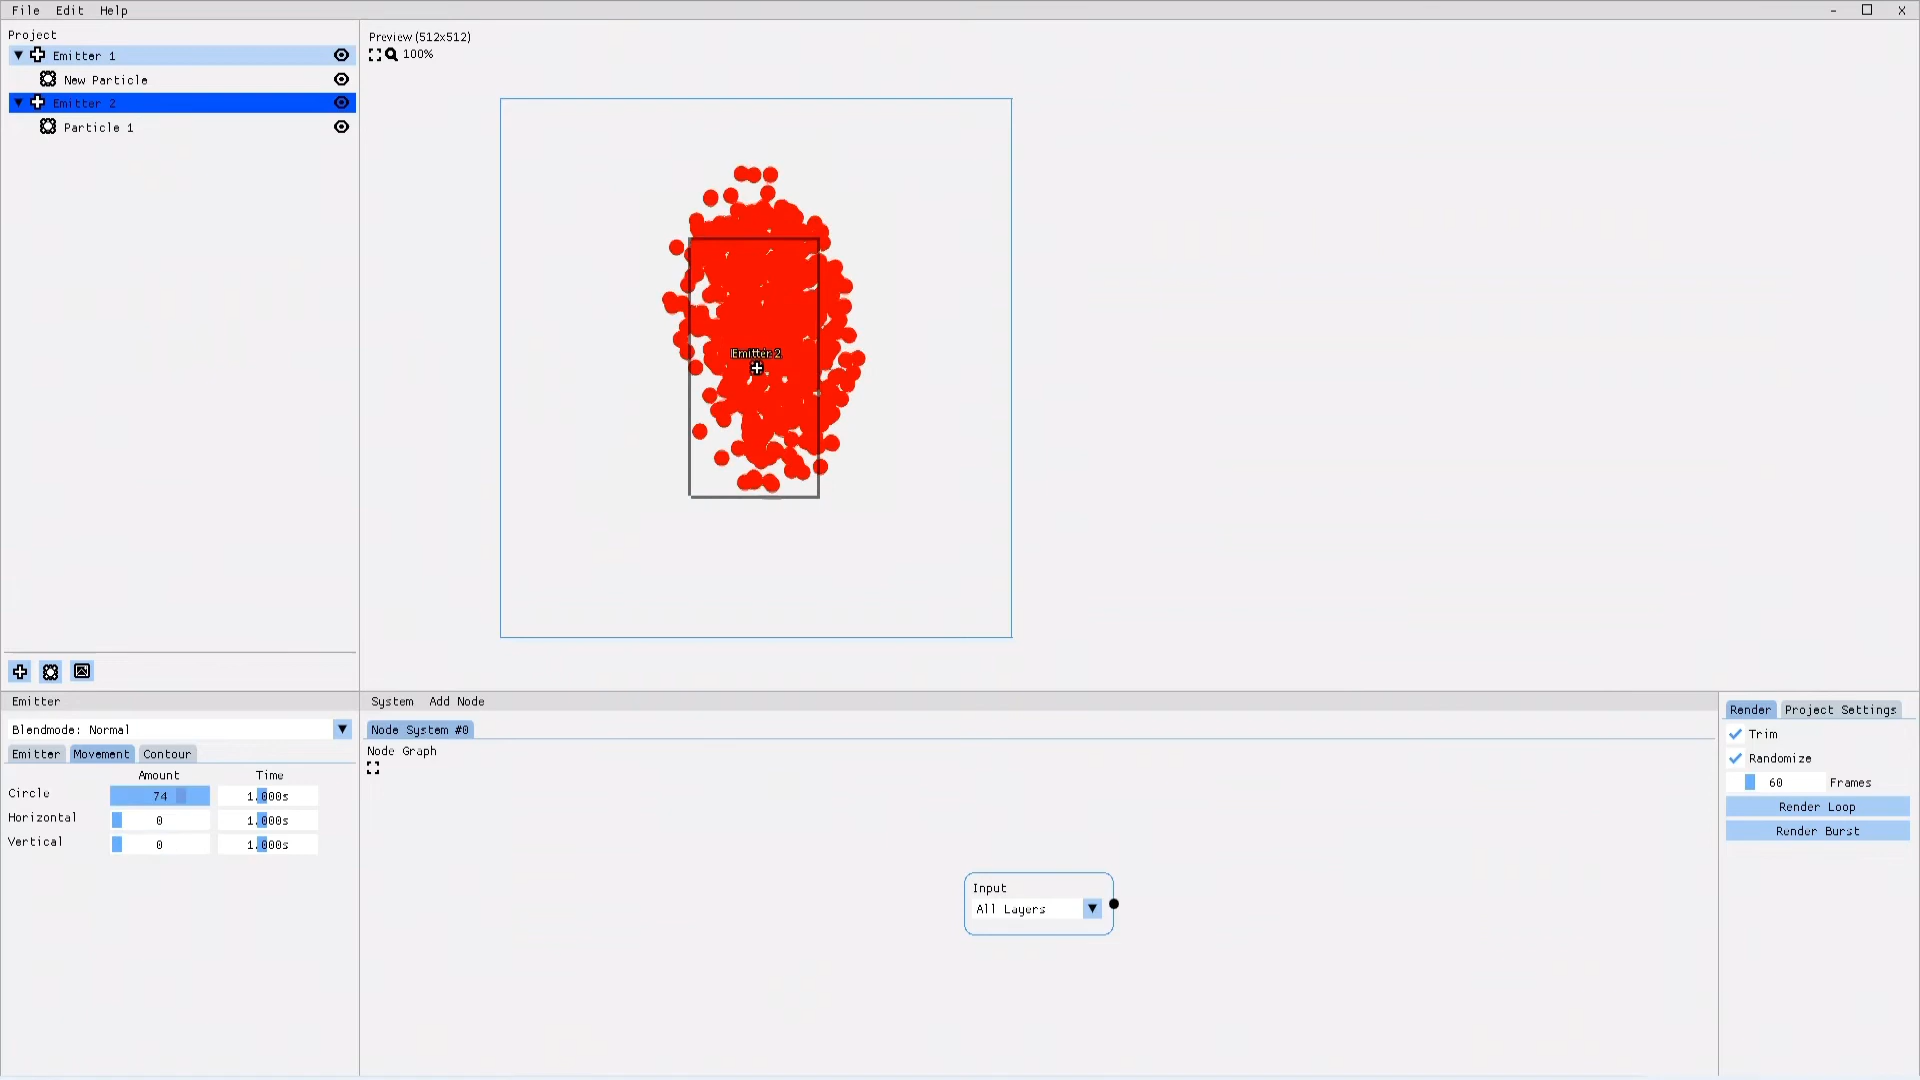 File Edit Help
- X
Project
Emitter 1
New Particle
Emitter 2
Particle 1
Preview (512x512)
100%
Emitter 2
Emitter
Blendmode: Normal
Emitter Movement Contour
Amount Time
Circle 74 1.000s
Horizontal 0 1.000s
Vertical 0 1.000s
System Add Node
Node System #0
Node Graph
Input
All Layers
Render Project Settings
Trim
Randomize
60 Frames
Render Loop
Render Burst